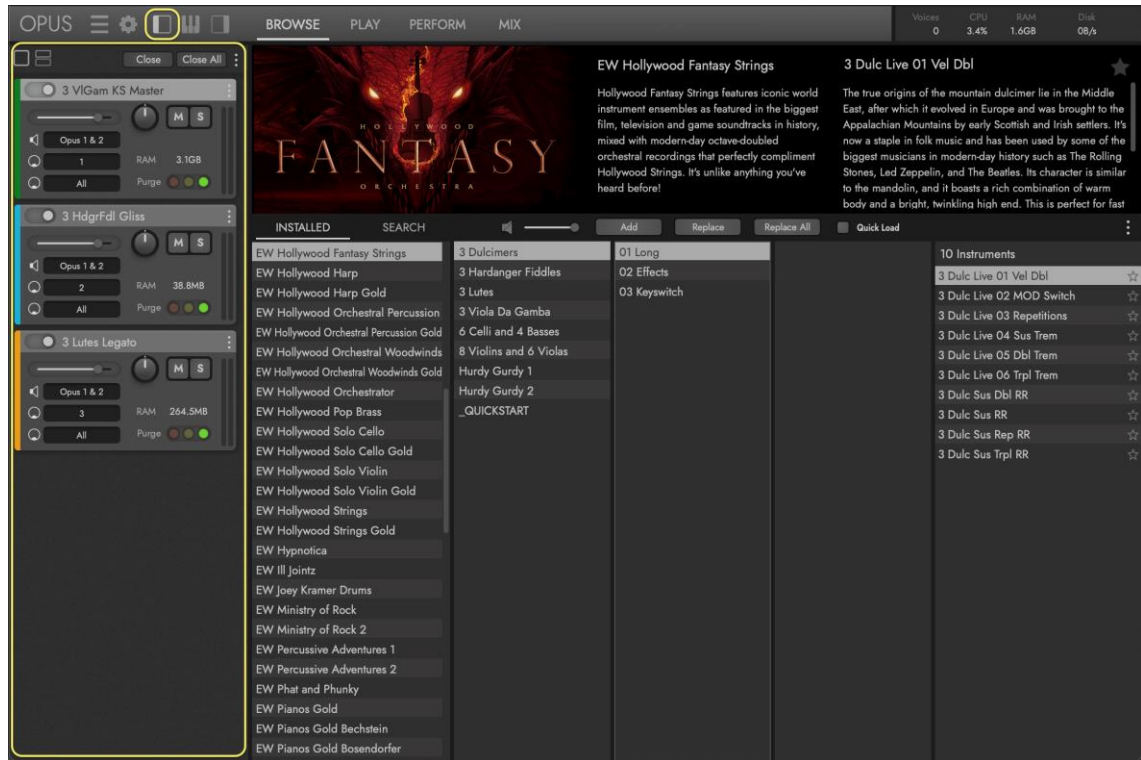 OPUS
BROWSE PLAY PERFORM MIX
Voices CPU RAM Disk
0 3.4% 1.6GB 0B/s
Close Close All
3 VlGam KS Master
M S
Opus 1 & 2
1 RAM 3.1GB
All Purge
3 HdgrFdl Gliss
M S
Opus 1 & 2
2 RAM 38.8MB
All Purge
3 Lutes Legato
M S
Opus 1 & 2
3 RAM 264.5MB
All Purge
HOLLYWOOD
FANTASY
ORCHESTRA
EW Hollywood Fantasy Strings
Hollywood Fantasy Strings features iconic world
instrument ensembles as featured in the biggest
film, television and game soundtracks in history,
mixed with modern-day octave-doubled
orchestral recordings that perfectly compliment
Hollywood Strings. It's unlike anything you've
heard before!
3 Dulc Live 01 Vel Dbl
The true origins of the mountain dulcimer lie in the Middle
East, after which it evolved in Europe and was brought to the
Appalachian Mountains by early Scottish and Irish settlers. It's
now a staple in folk music and has been used by some of the
biggest musicians in modern-day history such as The Rolling
Stones, Led Zeppelin, and The Beatles. Its character is similar
to the mandolin, and it boasts a rich combination of warm
body and a bright, twinkling high end. This is perfect for fast
INSTALLED SEARCH Add Replace Replace All Quick Load
EW Hollywood Fantasy Strings
EW Hollywood Harp
EW Hollywood Harp Gold
EW Hollywood Orchestral Percussion
EW Hollywood Orchestral Percussion Gold
EW Hollywood Orchestral Woodwinds
EW Hollywood Orchestral Woodwinds Gold
EW Hollywood Orchestrator
EW Hollywood Pop Brass
EW Hollywood Solo Cello
EW Hollywood Solo Cello Gold
EW Hollywood Solo Violin
EW Hollywood Solo Violin Gold
EW Hollywood Strings
EW Hollywood Strings Gold
EW Hypnotica
EW Ill Jointz
EW Joey Kramer Drums
EW Ministry of Rock
EW Ministry of Rock 2
EW Percussive Adventures 1
EW Percussive Adventures 2
EW Phat and Phunky
EW Pianos Gold
EW Pianos Gold Bechstein
EW Pianos Gold Bosendorfer
3 Dulcimers
3 Hardanger Fiddles
3 Lutes
3 Viola Da Gamba
6 Celli and 4 Basses
8 Violins and 6 Violas
Hurdy Gurdy 1
Hurdy Gurdy 2
_QUICKSTART
01 Long
02 Effects
03 Keyswitch
10 Instruments
3 Dulc Live 01 Vel Dbl
3 Dulc Live 02 MOD Switch
3 Dulc Live 03 Repetitions
3 Dulc Live 04 Sus Trem
3 Dulc Live 05 Dbl Trem
3 Dulc Live 06 Trpl Trem
3 Dulc Sus Dbl RR
3 Dulc Sus RR
3 Dulc Sus Rep RR
3 Dulc Sus Trpl RR